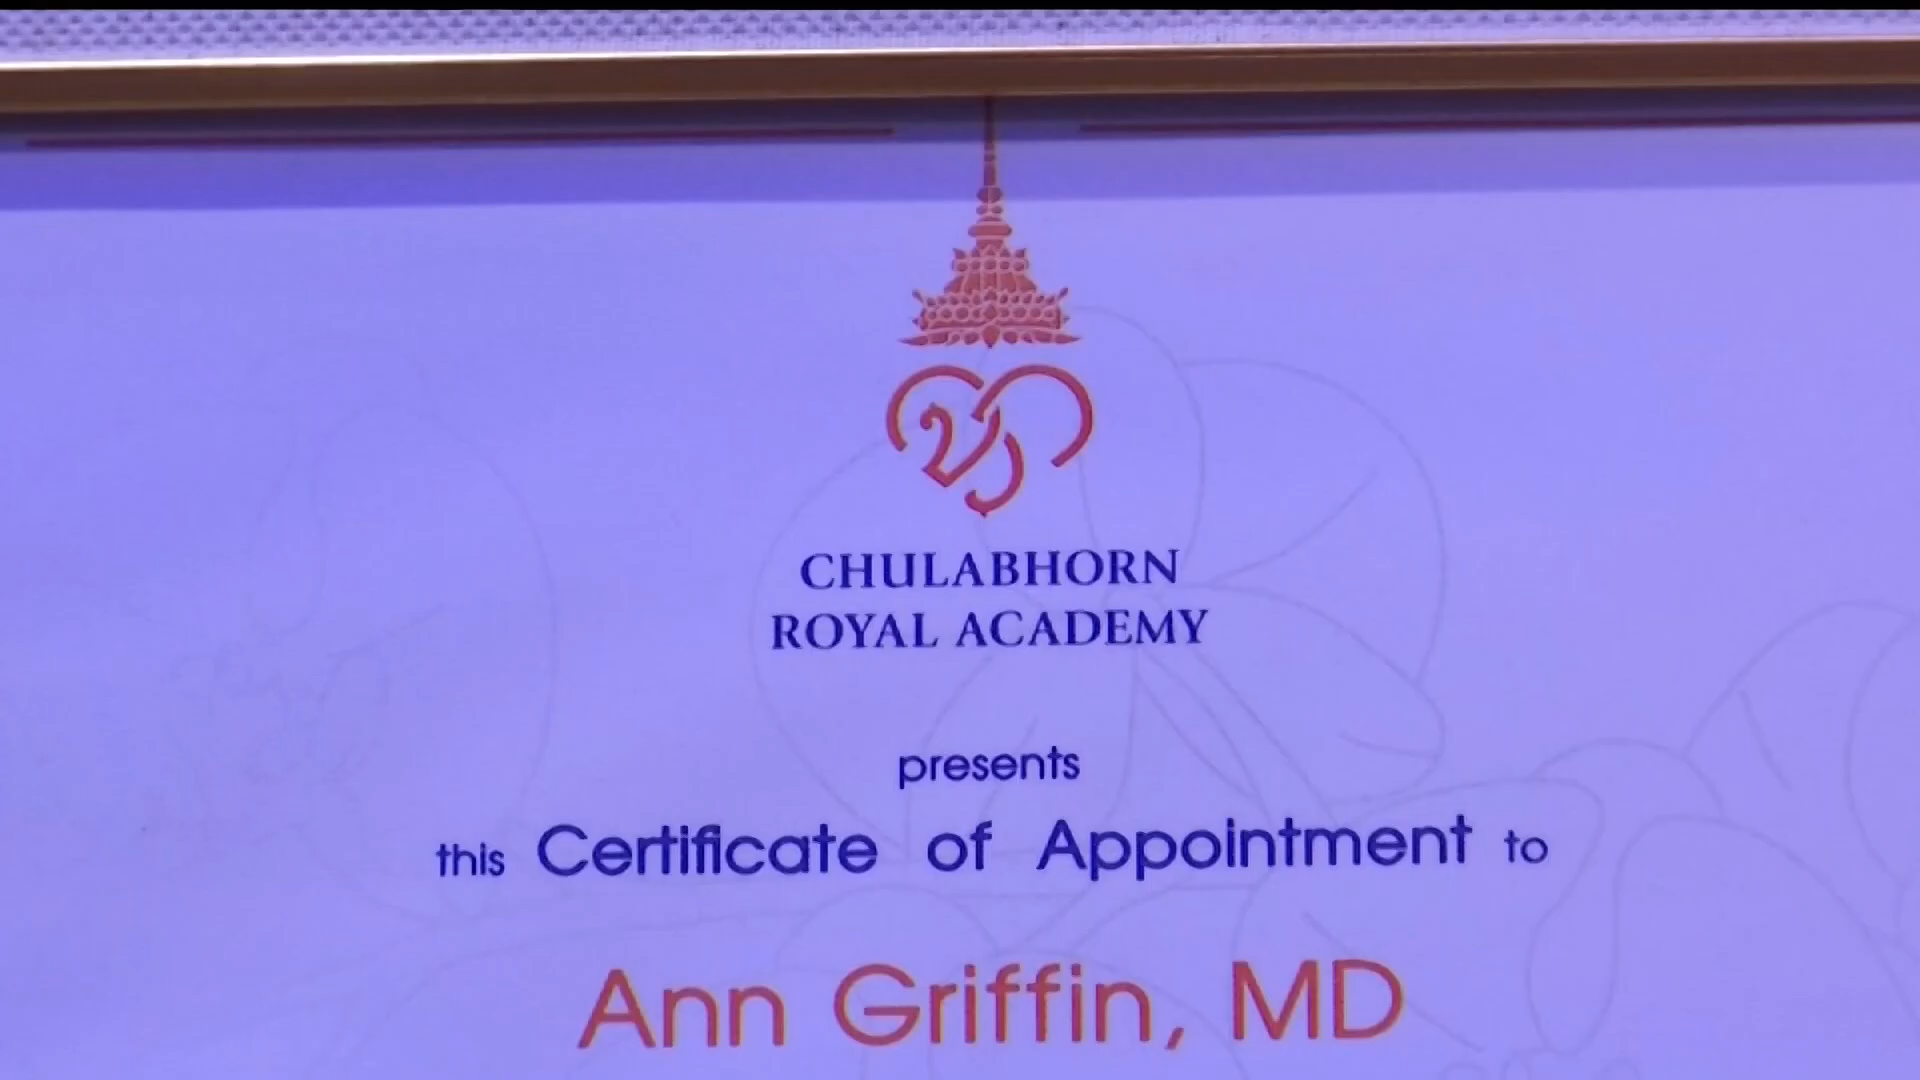 CHULABHORN
ROYAL ACADEMY
presents
this Certificate of Appointment to
Ann Griffin, MD